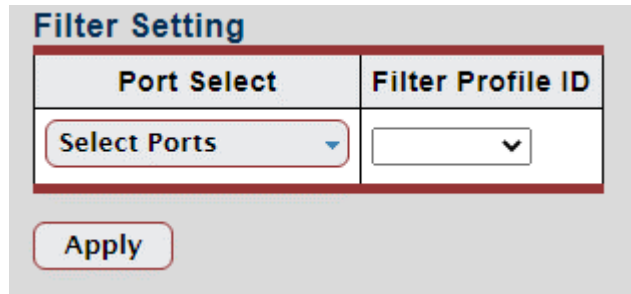 Filter Setting
Port Select Filter Profile ID
Select Ports
Apply